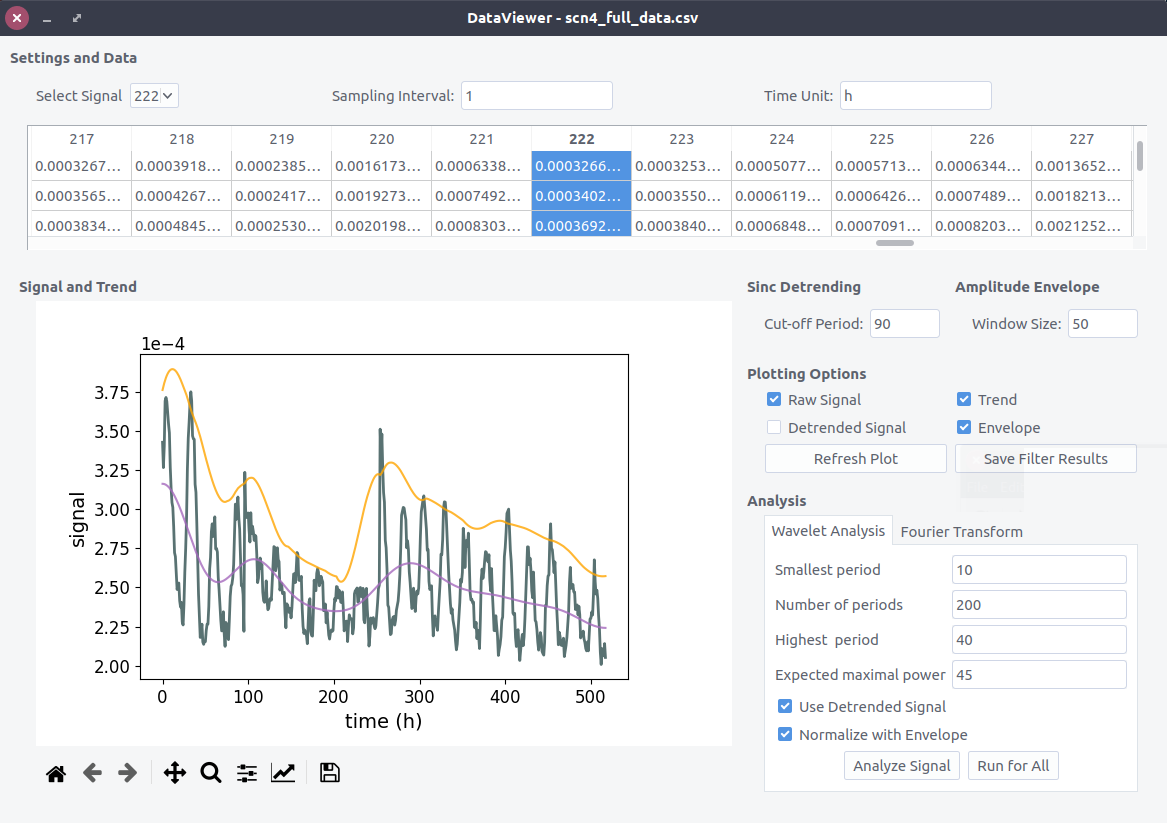 DataViewer - scn4_full_data.csv
Settings and Data
Select Signal 222 Sampling Interval: 1 Time Unit: h
217 218 219 220 221 222 223 224 225 226 227
0.0003267... 0.0003918... 0.0002385... 0.0016173... 0.0006338... 0.0003266... 0.0003253... 0.0005077... 0.0005713... 0.0006344... 0.0013652...
0.0003565... 0.0004267... 0.0002417... 0.0019273... 0.0007492... 0.0003402... 0.0003550... 0.0006119... 0.0006426... 0.0007489... 0.0018213...
0.0003834... 0.0004845... 0.0002530... 0.0020198... 0.0008303... 0.0003692... 0.0003840... 0.0006848... 0.0007091... 0.0008203... 0.0021252...
Signal and Trend
1e−4
3.75
3.50
3.25
3.00
2.75
2.50
2.25
2.00
signal
0 100 200 300 400 500
time (h)
Sinc Detrending Amplitude Envelope
Cut-off Period: 90 Window Size: 50
Plotting Options
Raw Signal Trend
Detrended Signal Envelope
Refresh Plot Save Filter Results
Analysis
Wavelet Analysis Fourier Transform
Smallest period 10
Number of periods 200
Highest  period 40
Expected maximal power 45
Use Detrended Signal
Normalize with Envelope
Analyze Signal Run for All